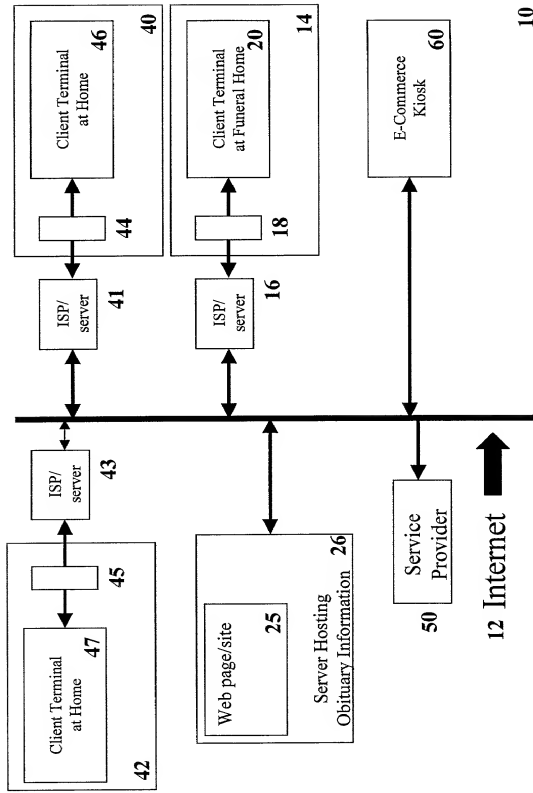 Client Terminal
at Home
47
45
42
ISP/
server
43
Web page/site
25
Server Hosting
Obituary Information
26
Service
Provider
50
12 Internet
ISP/
server
41
44
Client Terminal
at Home
46
40
ISP/
server
16
18
Client Terminal
at Funeral Home
20
14
E-Commerce
Kiosk
60
10